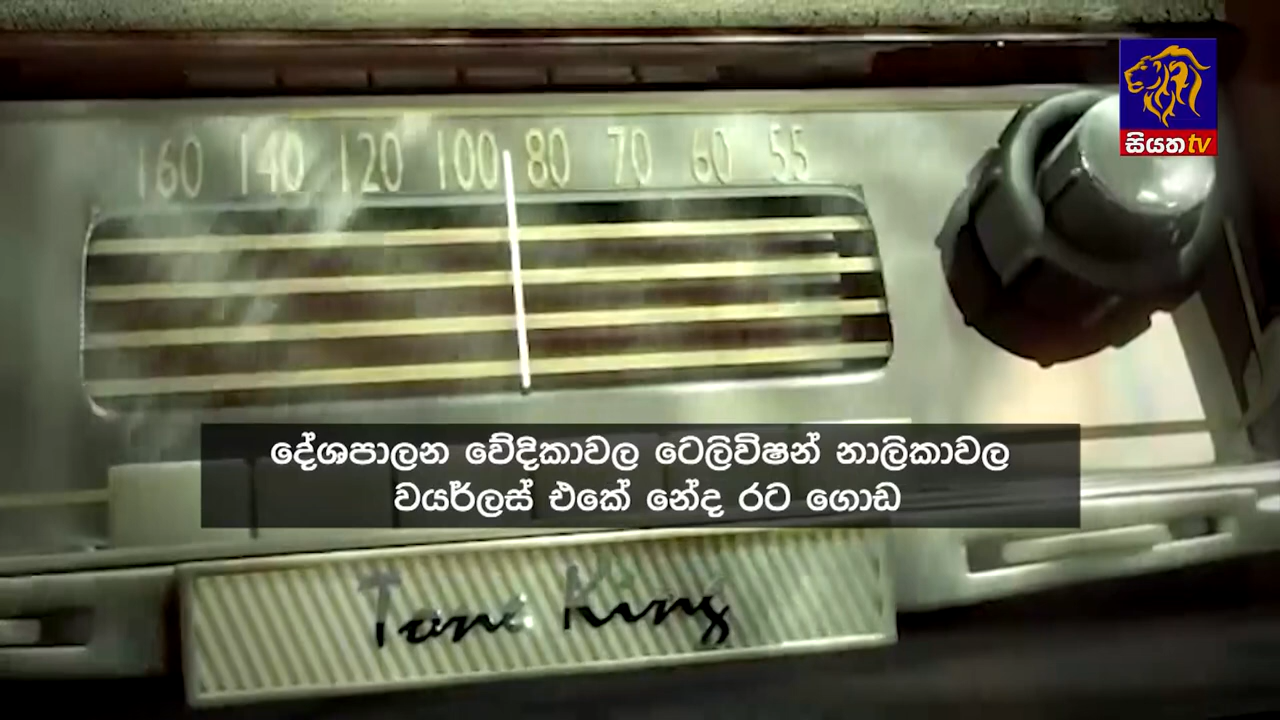 සියත tv
160 140 120 100 80 70 60 55
දේශපාලන වේදිකාවල ටෙලිවිෂන් නාලිකාවල
වයර්ලස් එකේ නේද රට ගොඩ
Tone King